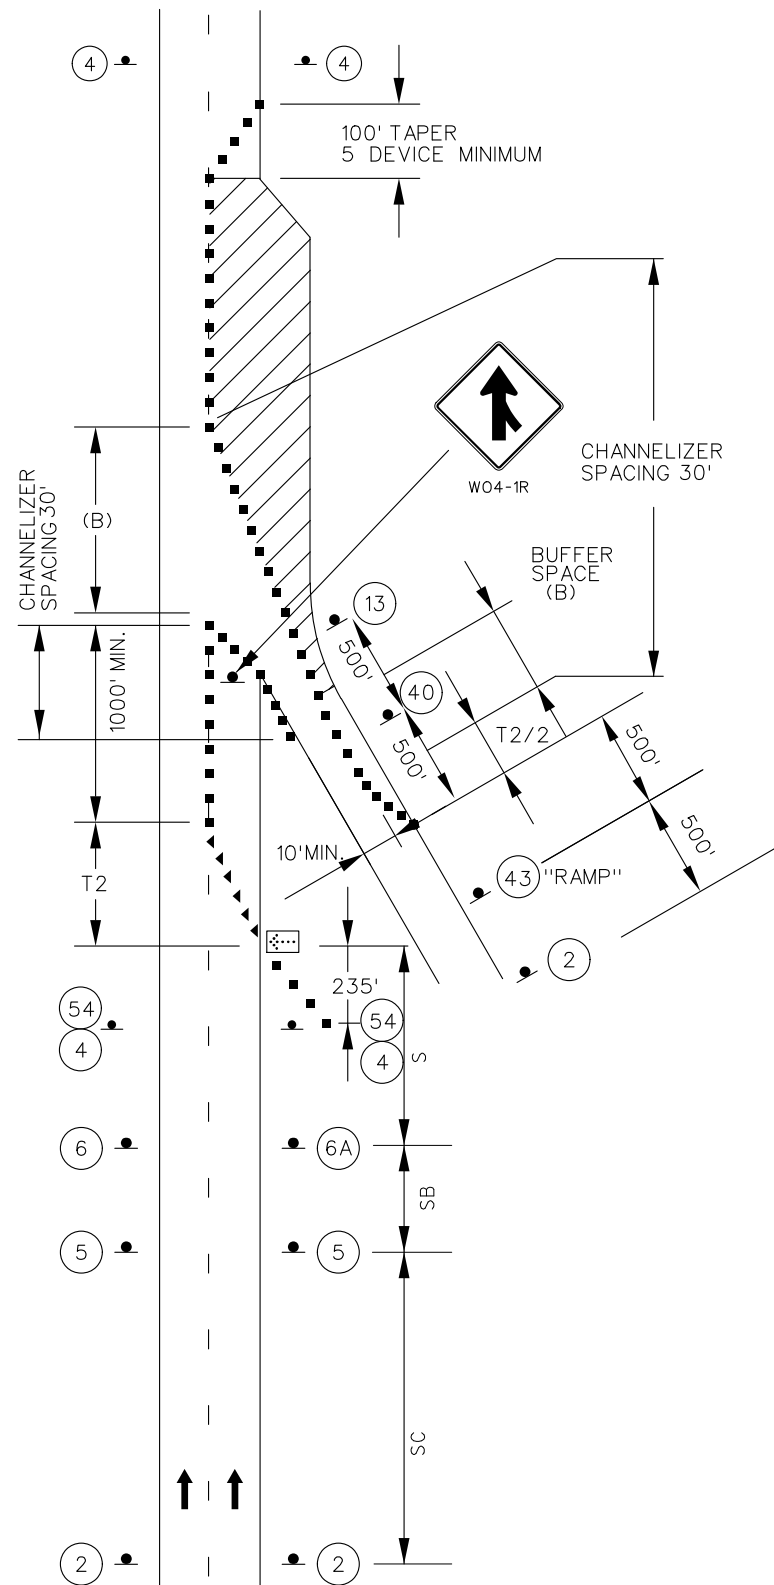 4
4
100' TAPER
5 DEVICE MINIMUM
W04-1R
CHANNELIZER
SPACING 30'
CHANNELIZER
SPACING 30'
(B)
BUFFER
SPACE
(B)
13
500'
40
500'
1000' MIN.
T2/2
500'
500'
10' MIN.
43 "RAMP"
T2
2
235'
54
4
54
4
S
6
6A
SB
5
5
SC
2
2